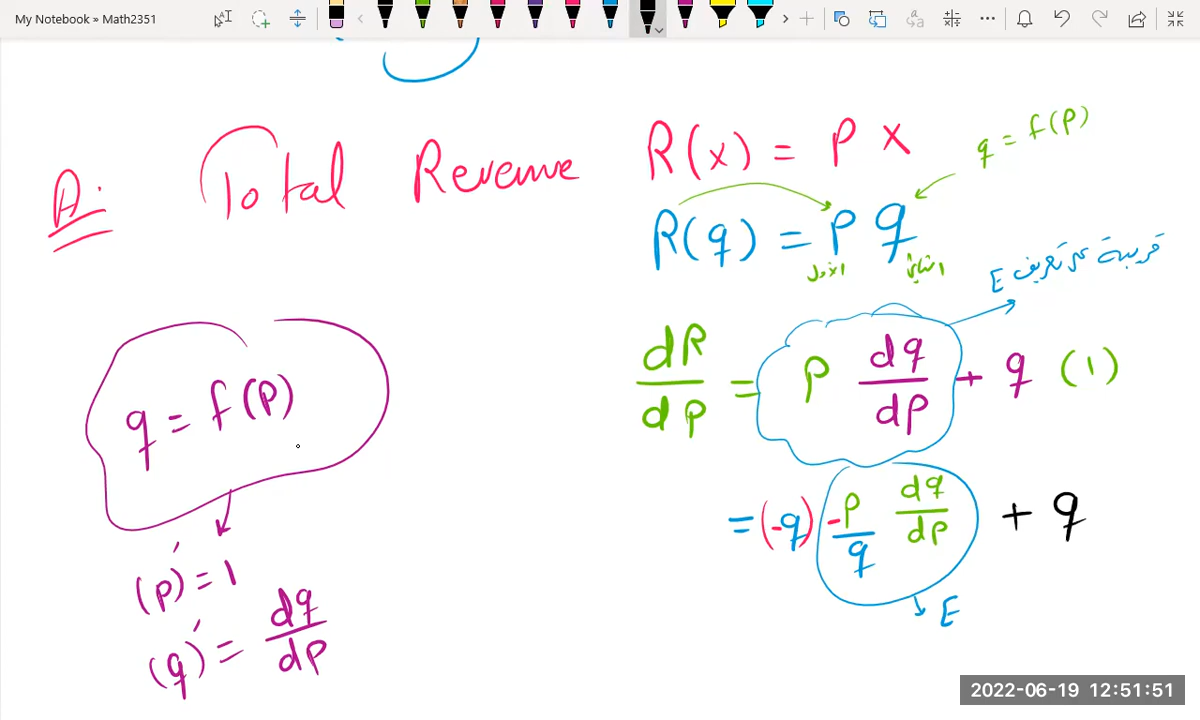 My Notebook » Math2351
A: Total Revenue
R(x) = P x
q = f(P)
R(q) = P q
الأول الثاني
قريبة من تعريف E
dR/dP = P dq/dP + q (1)
q = f(P)
= (-q) (-P/q dq/dP) + q
E
(P)' = 1
(q)' = dq/dP
2022-06-19 12:51:51